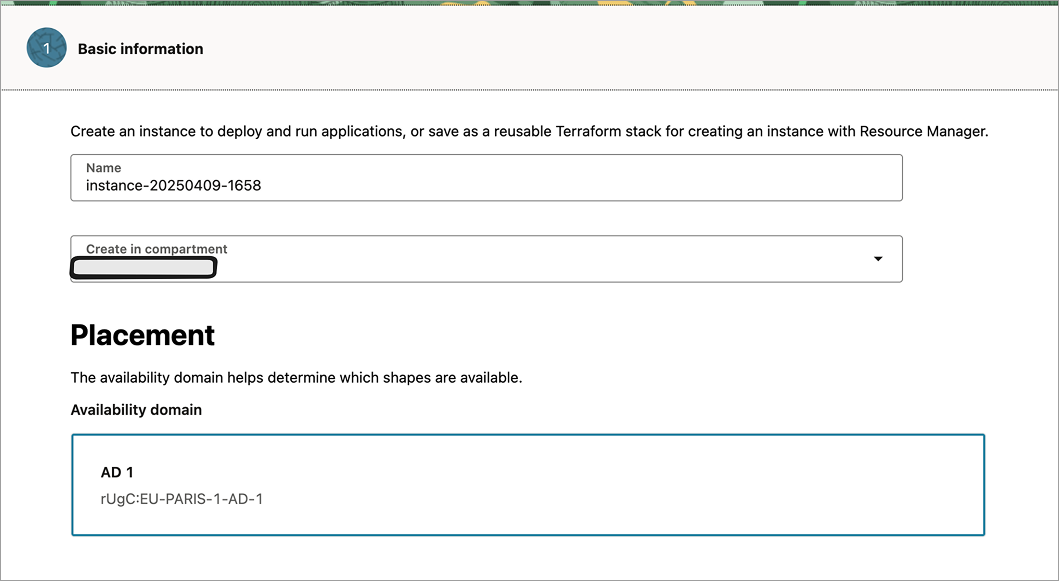 1
Basic information
Create an instance to deploy and run applications, or save as a reusable Terraform stack for creating an instance with Resource Manager.
Name
instance-20250409-1658
Create in compartment
Placement
The availability domain helps determine which shapes are available.
Availability domain
AD 1
rUgC:EU-PARIS-1-AD-1